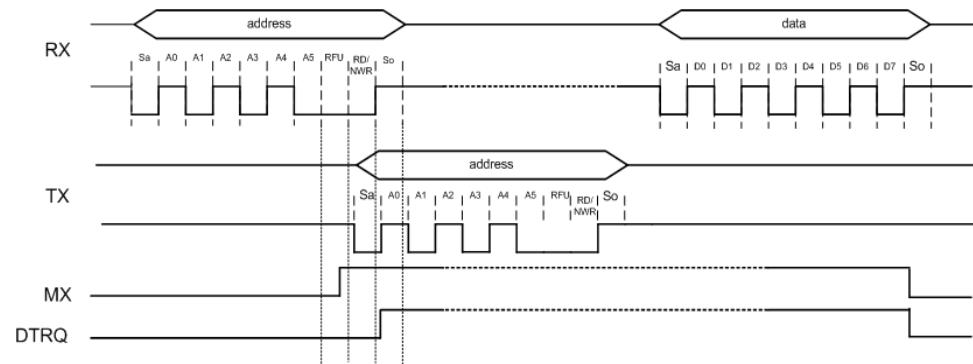 address data
RX
Sa A0 A1 A2 A3 A4 A5 RFU RD/ NWR So Sa D0 D1 D2 D3 D4 D5 D6 D7 So
address
TX
Sa A0 A1 A2 A3 A4 A5 RFU RD/ NWR So
MX
DTRQ